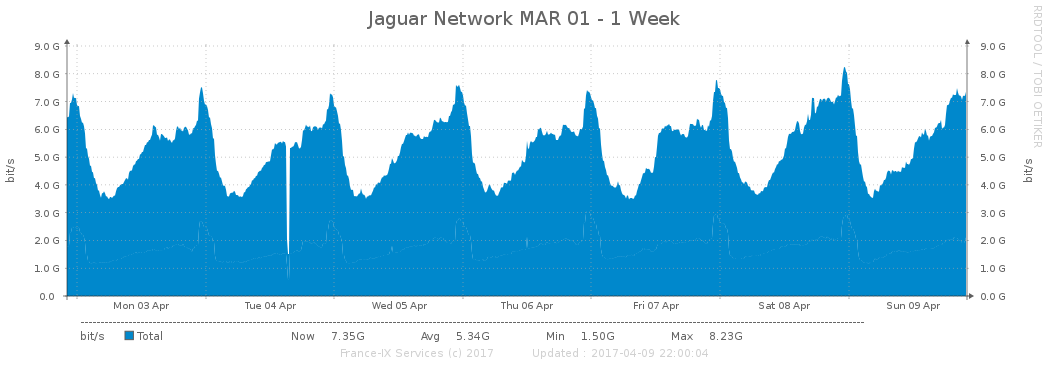 Jaguar Network MAR 01 - 1 Week
RRDTOOL / TOBI OETIKER
bit/s
9.0 G
8.0 G
7.0 G
6.0 G
5.0 G
4.0 G
3.0 G
2.0 G
1.0 G
0.0
9.0 G
8.0 G
7.0 G
6.0 G
5.0 G
4.0 G
3.0 G
2.0 G
1.0 G
0.0 G
bit/s
Mon 03 Apr Tue 04 Apr Wed 05 Apr Thu 06 Apr Fri 07 Apr Sat 08 Apr Sun 09 Apr
bit/s Total Now 7.35G Avg 5.34G Min 1.50G Max 8.23G
France-IX Services (c) 2017 Updated : 2017-04-09 22:00:04